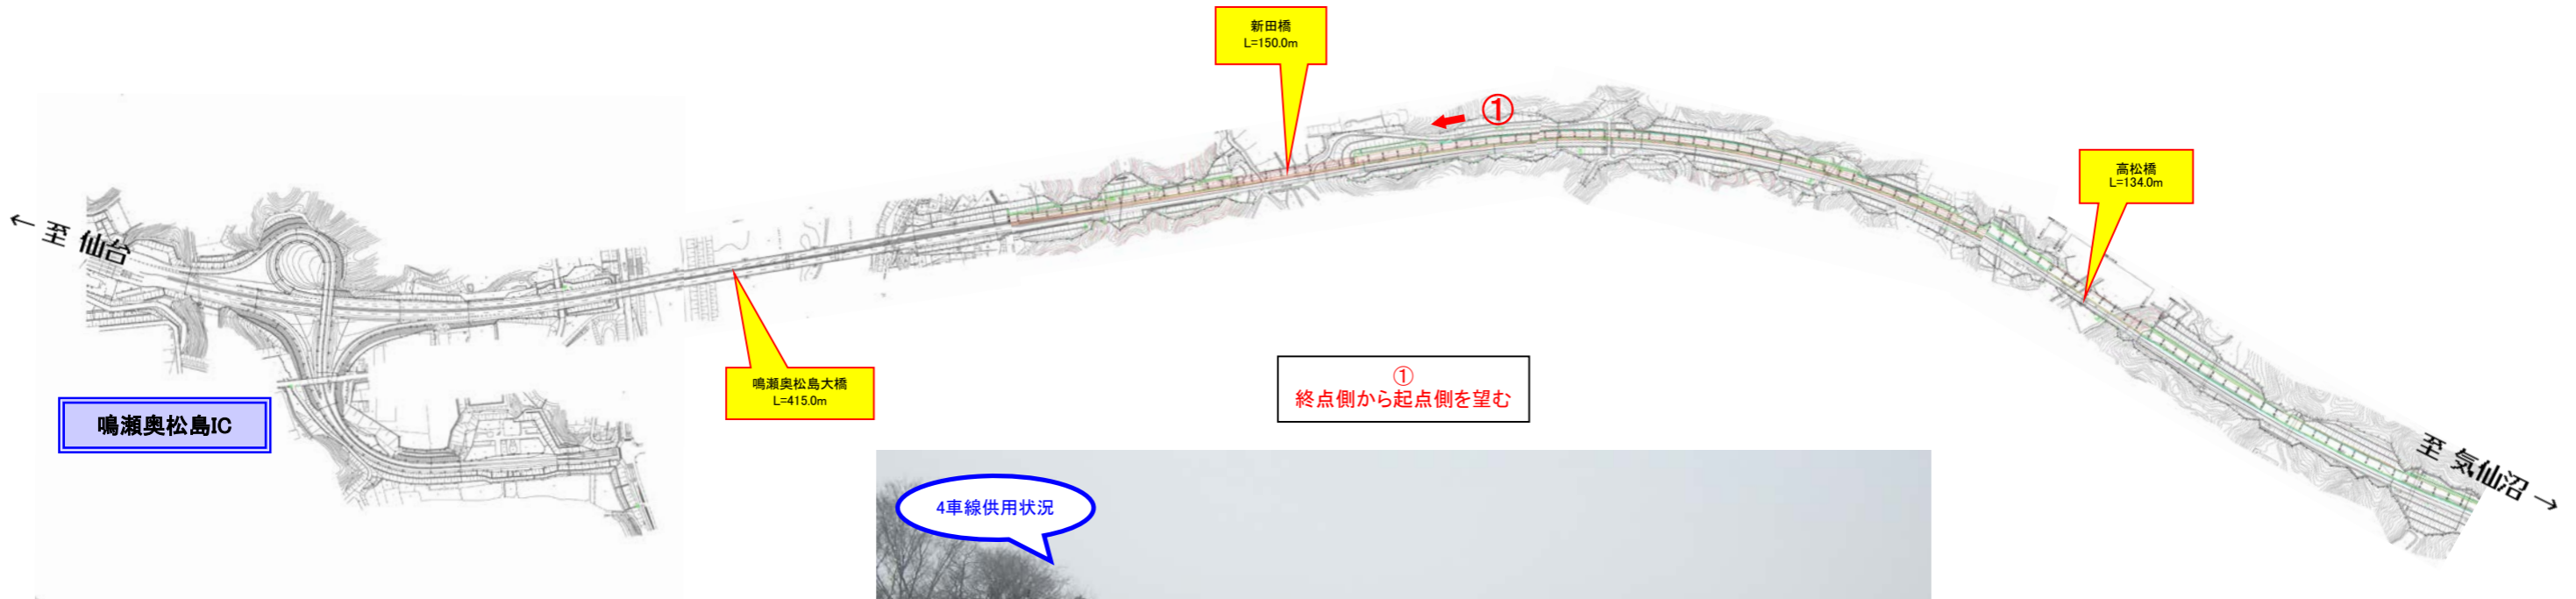 新田橋
L=150.0m
①
高松橋
L=134.0m
← 至 仙台
鳴瀬奥松島大橋
L=415.0m
①
終点側から起点側を望む
鳴瀬奥松島IC
至 気仙沼 →
4車線供用状況